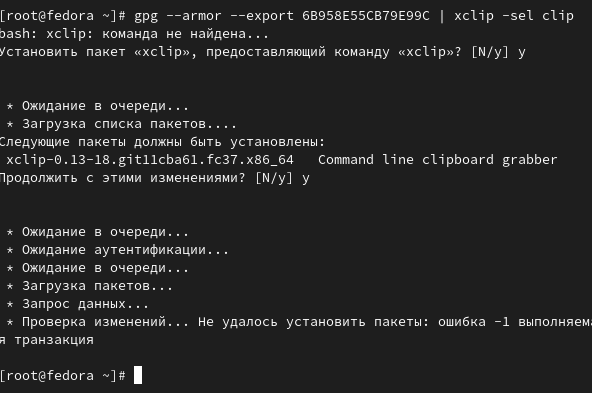 [root@fedora ~]# gpg --armor --export 6B958E55CB79E99C | xclip -sel clip
bash: xclip: команда не найдена...
Установить пакет «xclip», предоставляющий команду «xclip»? [N/y] y
* Ожидание в очереди...
* Загрузка списка пакетов....
Следующие пакеты должны быть установлены:
xclip-0.13-18.git11cba61.fc37.x86_64   Command line clipboard grabber
Продолжить с этими изменениями? [N/y] y
* Ожидание в очереди...
* Ожидание аутентификации...
* Ожидание в очереди...
* Загрузка пакетов...
* Запрос данных...
* Проверка изменений... Не удалось установить пакеты: ошибка -1 выполняема
я транзакция
[root@fedora ~]#